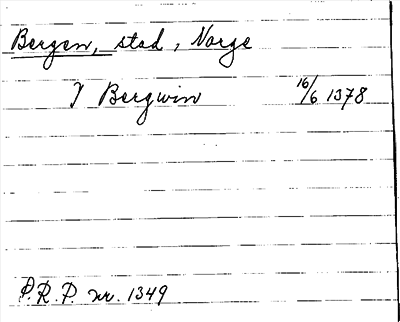 Bergen, stad, Norge
J Bergwin 16/6 1378
P.R.P. nr. 1349